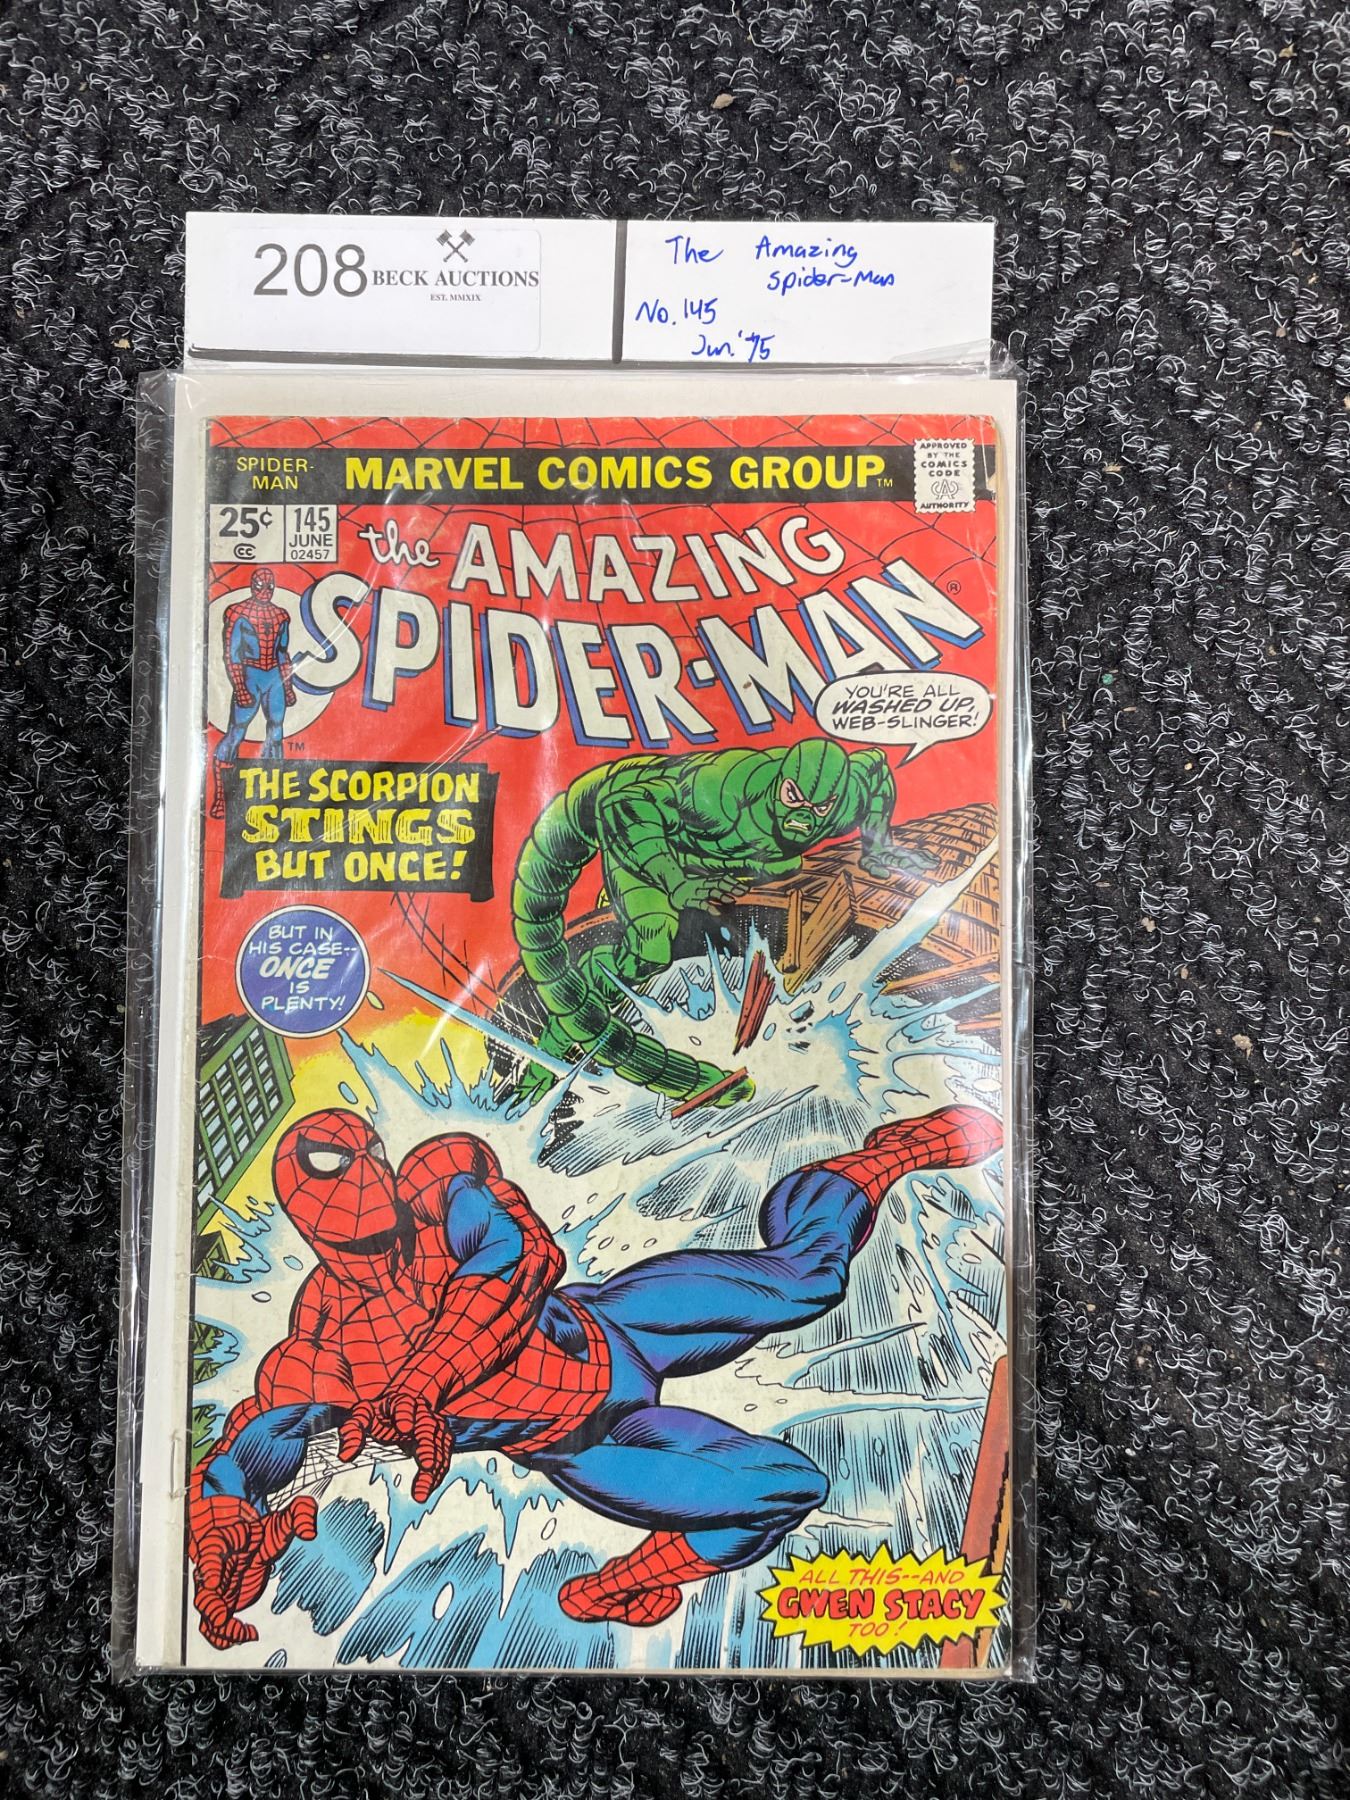 208
BECK AUCTIONS
EST. MMXIX
The Amazing
Spider-Man
No. 145
Jun. '75
SPIDER-
MAN
MARVEL COMICS GROUP™
APPROVED
BY THE
COMICS
CODE
CA
AUTHORITY
25¢
CC
145
JUNE
02457
the AMAZING
SPIDER-MAN®
TM
YOU'RE ALL
WASHED UP,
WEB-SLINGER!
THE SCORPION
STINGS
BUT ONCE!
BUT IN
HIS CASE--
ONCE
IS
PLENTY!
ALL THIS--AND
GWEN STACY
TOO!